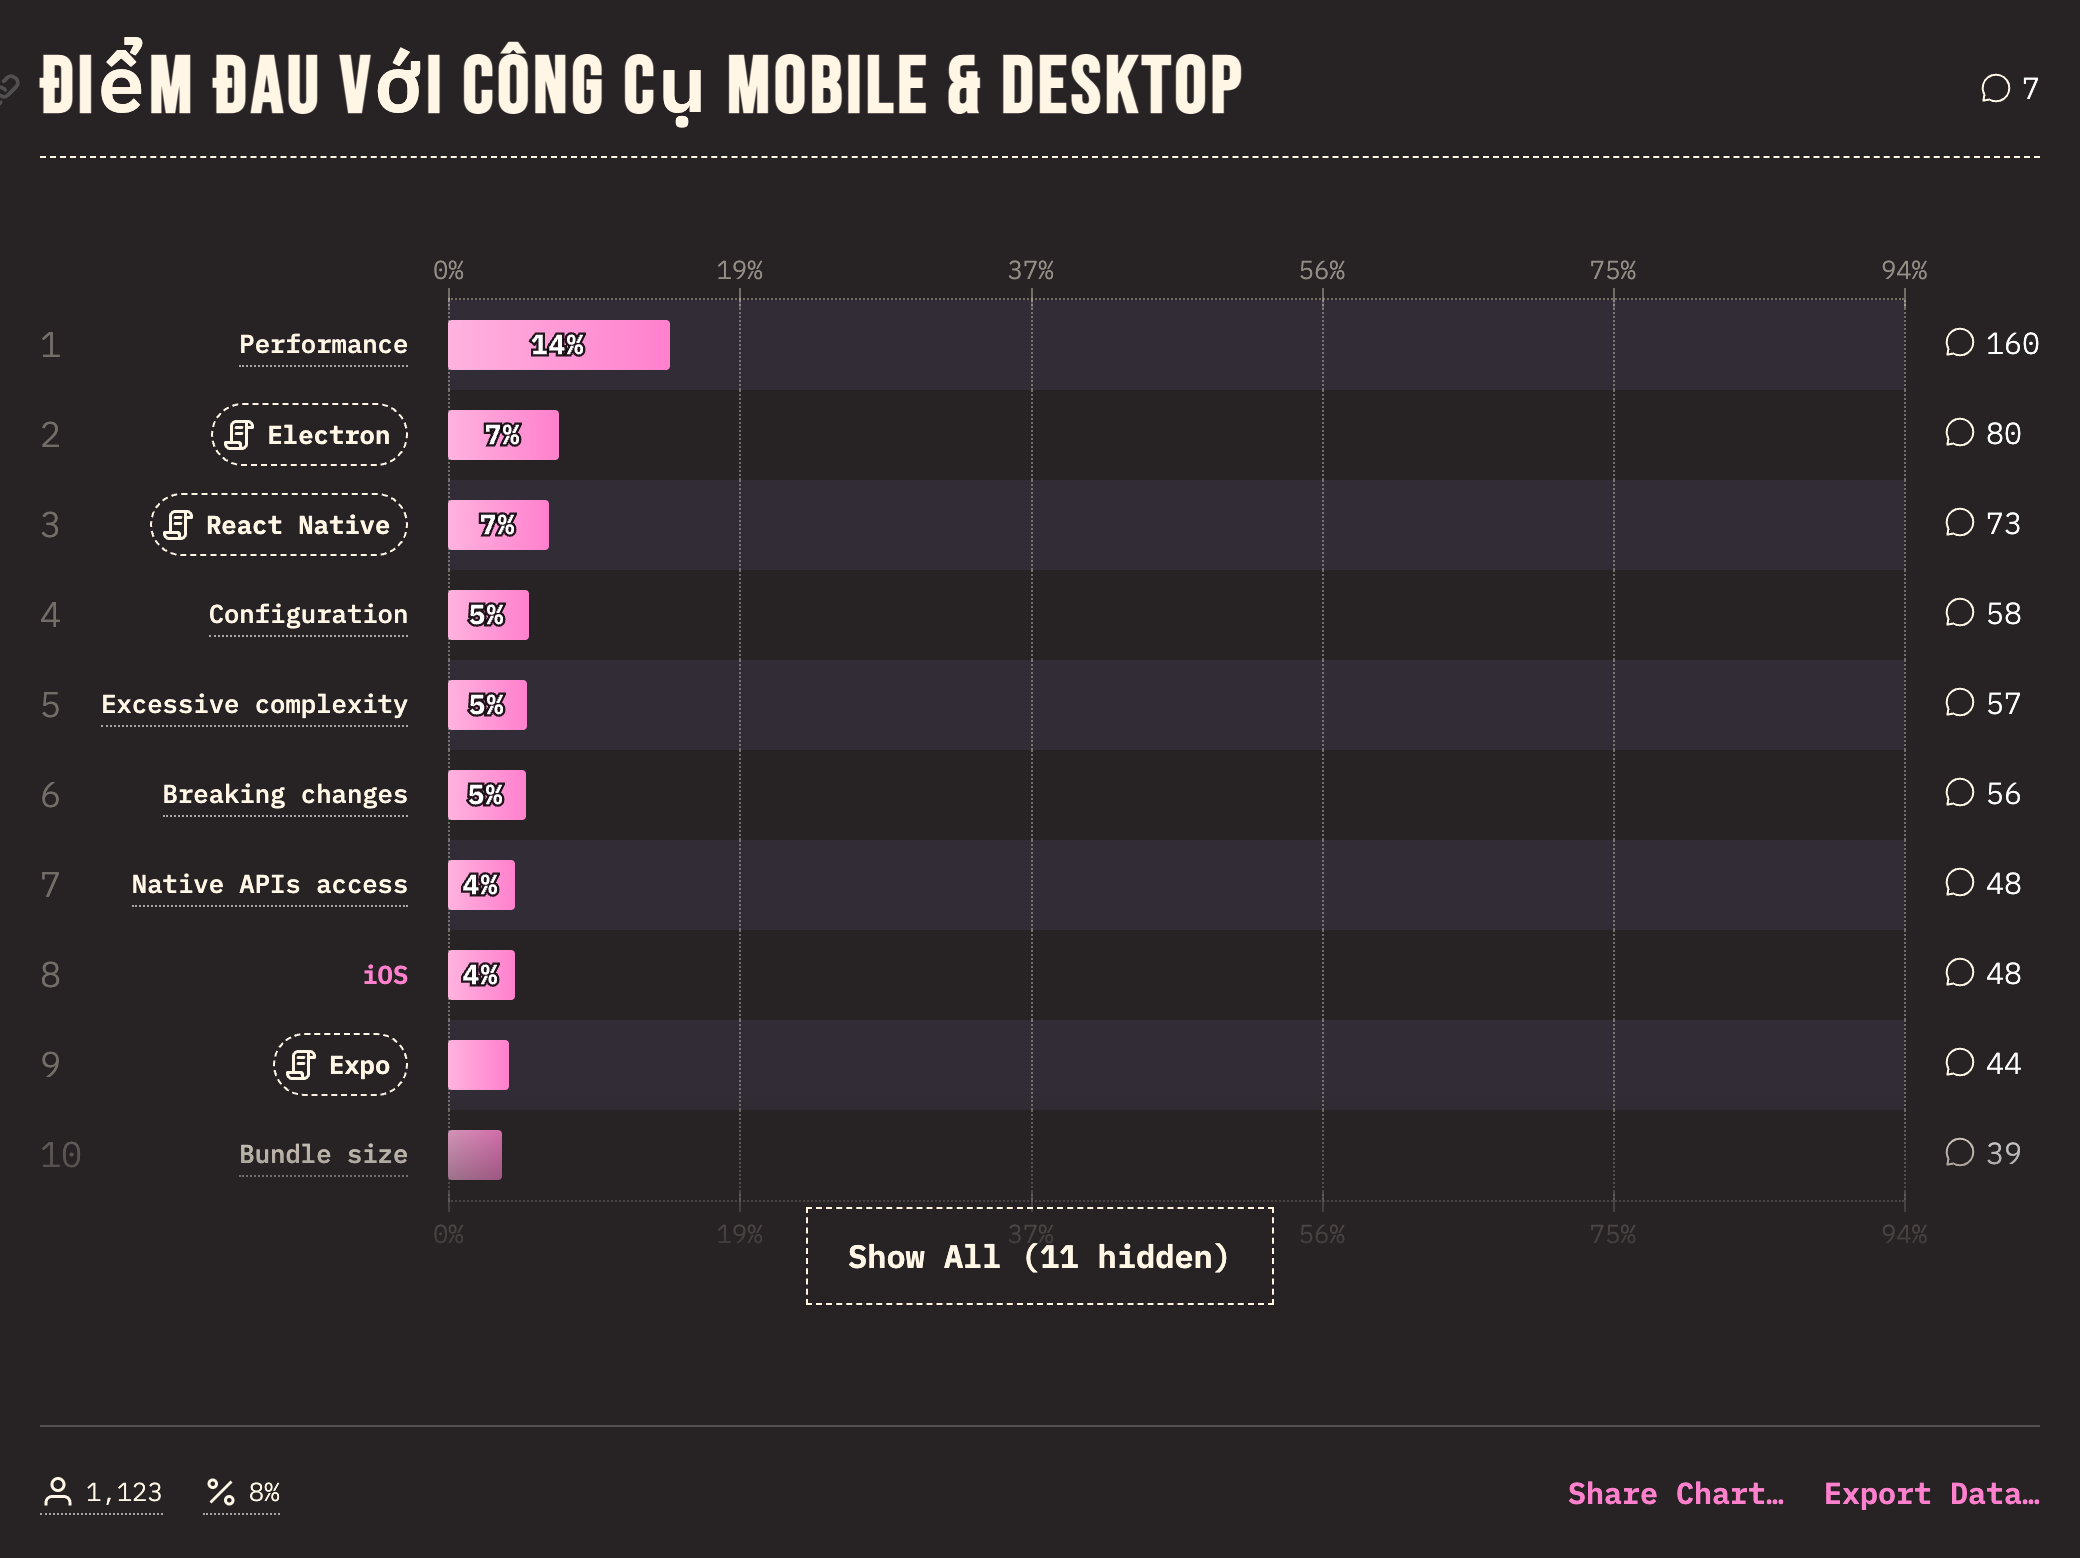 ĐIỂM ĐAU VỚI CÔNG CỤ MOBILE & DESKTOP 7
0% 19% 37% 56% 75% 94%
1 Performance 14% 160
2 Electron 7% 80
3 React Native 7% 73
4 Configuration 5% 58
5 Excessive complexity 5% 57
6 Breaking changes 5% 56
7 Native APIs access 4% 48
8 iOS 4% 48
9 Expo 44
10 Bundle size 39
0% 19% 37% 56% 75% 94%
Show All (11 hidden)
1,123 8% Share Chart… Export Data…